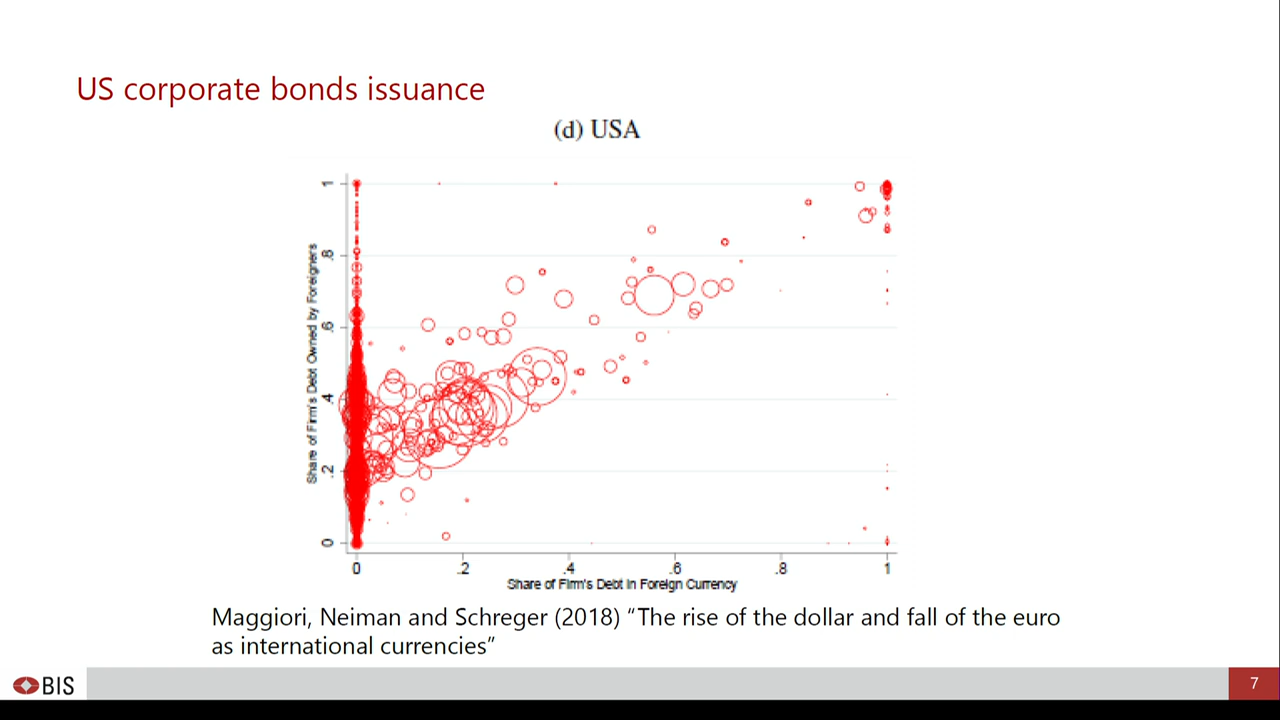 US corporate bonds issuance
(d) USA
Share of Firm's Debt Owned by Foreigners
1
.8
.6
.4
.2
0
0 .2 .4 .6 .8 1
Share of Firm's Debt in Foreign Currency
Maggiori, Neiman and Schreger (2018) “The rise of the dollar and fall of the euro
as international currencies”
BIS
7